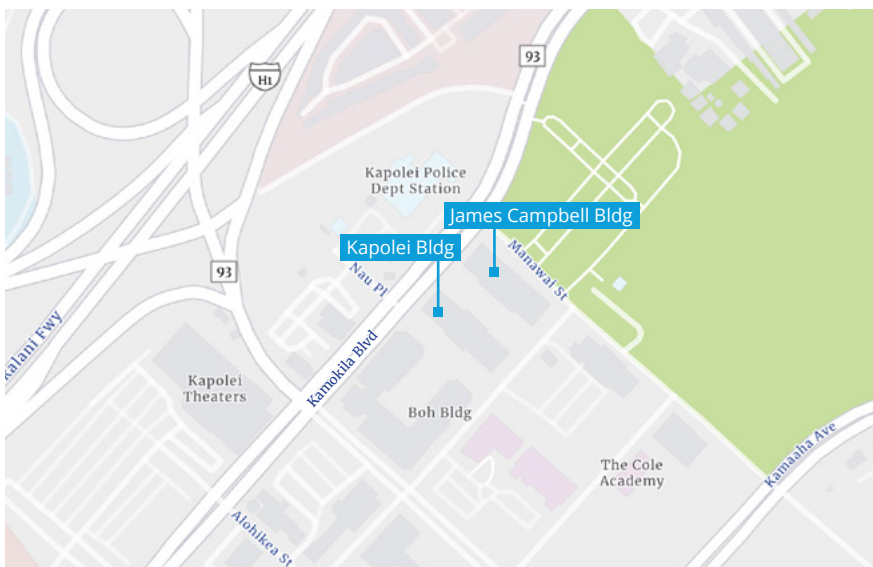 93
H1
Kapolei Police
Dept Station
James Campbell Bldg
Kapolei Bldg
Manawai St
93
Nau Pl
Kamokila Blvd
Kapolei
Theaters
Boh Bldg
Kamaaha Ave
The Cole
Academy
Alohikea St
Fwy